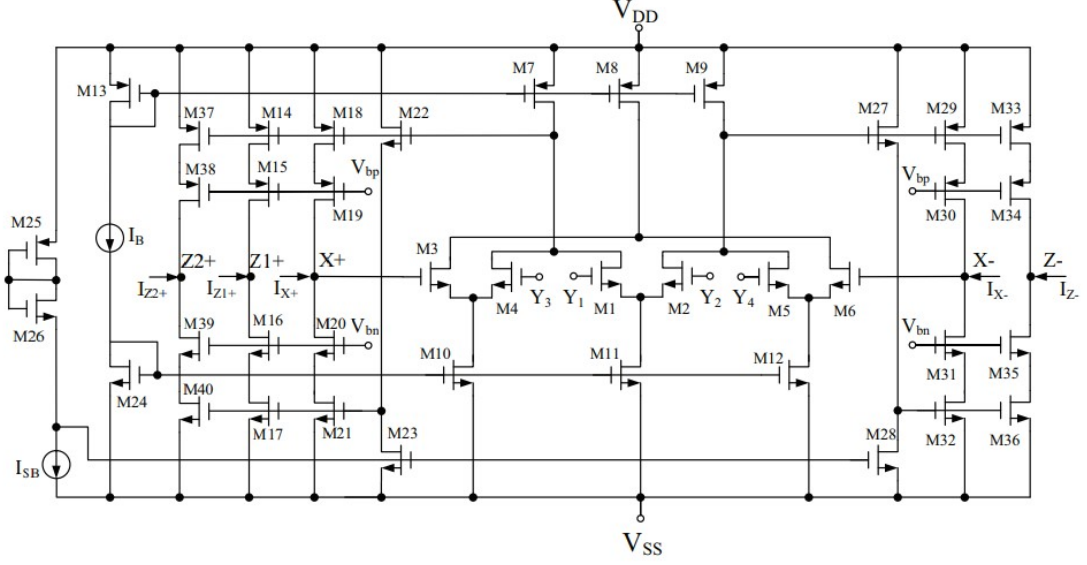 VDD
M7 M8 M9
M13
M37 M14 M18 M22
M27 M29 M33
M38 M15 Vbp
M19
Vbp
M30 M34
M25
IB
M3
Z2+ Z1+ X+
X- Z-
IZ2+ IZ1+ IX+
M4 Y3 Y1 M1 M2 Y2 Y4 M5 M6
IX- IZ-
M26
M39 M16 M20 Vbn
Vbn
M10 M11 M12
M31 M35
M24
M40
M17 M21 M23
M28 M32 M36
ISB
VSS